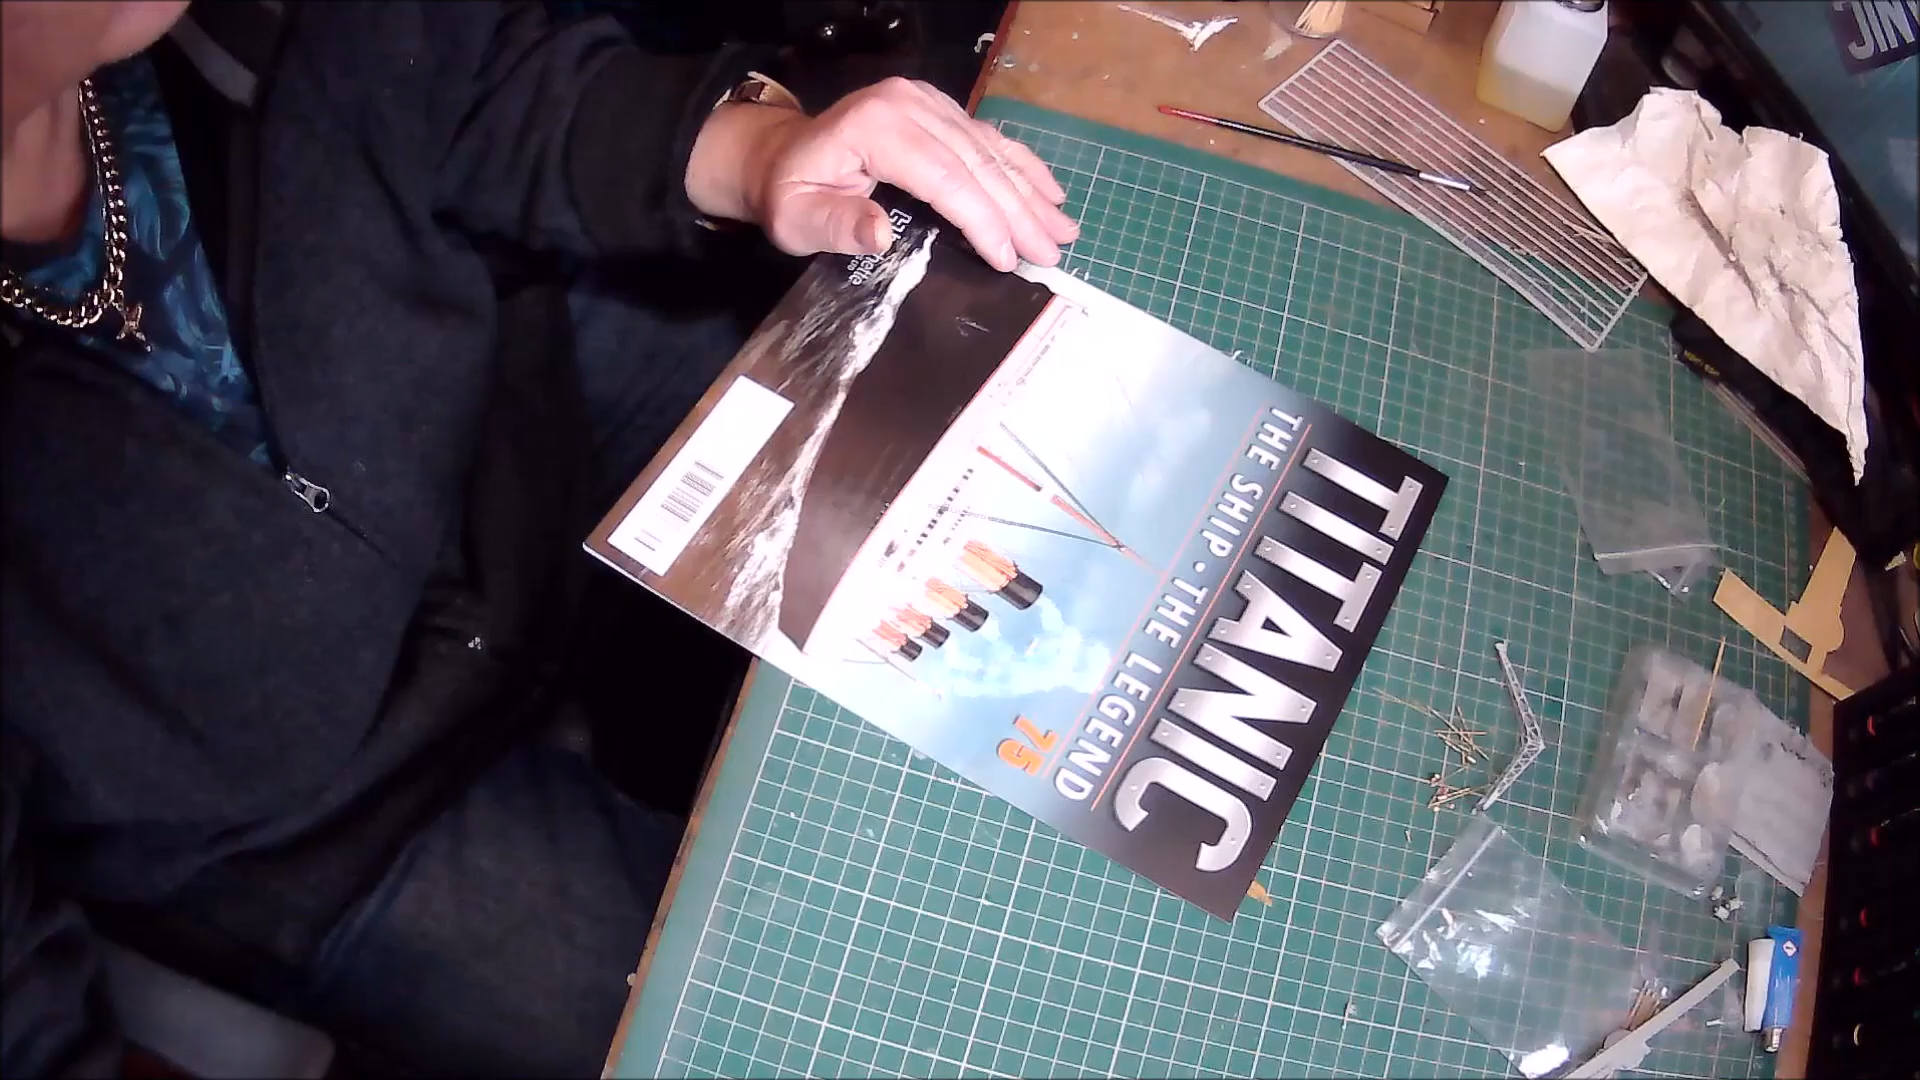 TITANIC
THE SHIP • THE LEGEND
75